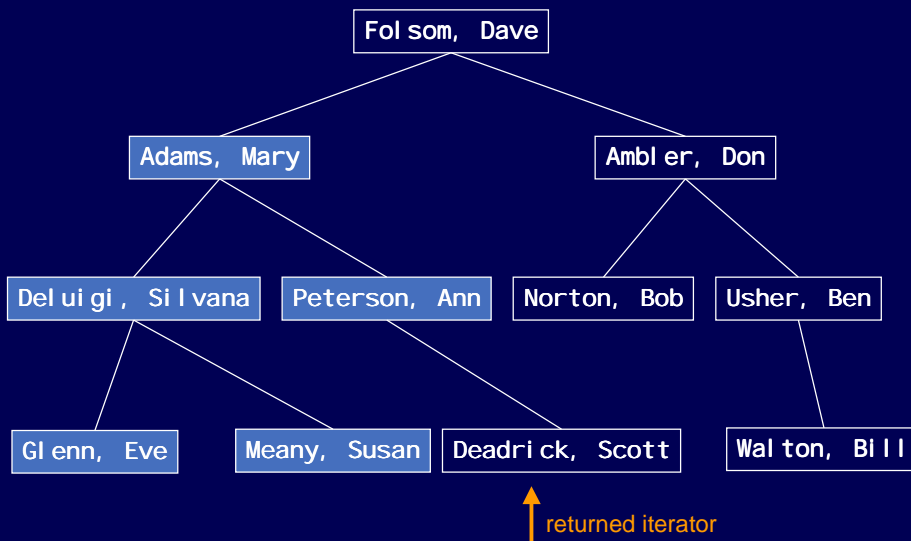 Folsom, Dave
Adams, Mary
Ambler, Don
Deluigi, Silvana
Peterson, Ann
Norton, Bob
Usher, Ben
Glenn, Eve
Meany, Susan
Deadrick, Scott
Walton, Bill
returned iterator